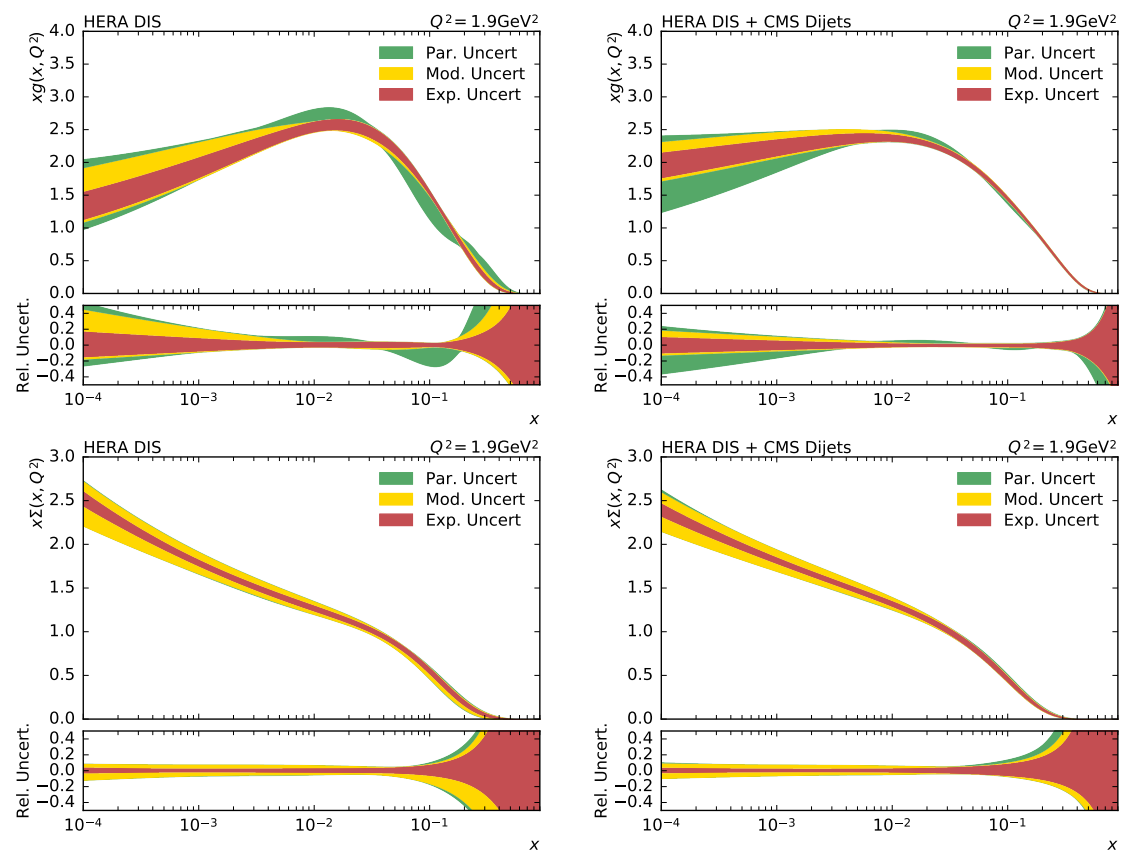 HERA DIS Q² = 1.9GeV²
xg(x, Q²)
4.0
3.5
3.0
2.5
2.0
1.5
1.0
0.5
0.0
Par. Uncert
Mod. Uncert
Exp. Uncert
Rel. Uncert.
0.4
0.2
0.0
−0.2
−0.4
10⁻⁴ 10⁻³ 10⁻² 10⁻¹
x
HERA DIS + CMS Dijets Q² = 1.9GeV²
xg(x, Q²)
4.0
3.5
3.0
2.5
2.0
1.5
1.0
0.5
0.0
Par. Uncert
Mod. Uncert
Exp. Uncert
Rel. Uncert.
0.4
0.2
0.0
−0.2
−0.4
10⁻⁴ 10⁻³ 10⁻² 10⁻¹
x
HERA DIS Q² = 1.9GeV²
xΣ(x, Q²)
3.0
2.5
2.0
1.5
1.0
0.5
0.0
Par. Uncert
Mod. Uncert
Exp. Uncert
Rel. Uncert.
0.4
0.2
0.0
−0.2
−0.4
10⁻⁴ 10⁻³ 10⁻² 10⁻¹
x
HERA DIS + CMS Dijets Q² = 1.9GeV²
xΣ(x, Q²)
3.0
2.5
2.0
1.5
1.0
0.5
0.0
Par. Uncert
Mod. Uncert
Exp. Uncert
Rel. Uncert.
0.4
0.2
0.0
−0.2
−0.4
10⁻⁴ 10⁻³ 10⁻² 10⁻¹
x